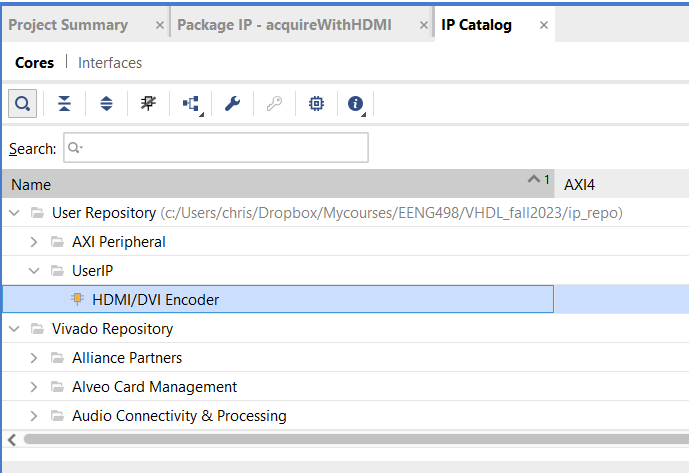 Project Summary × Package IP - acquireWithHDMI × IP Catalog ×
Cores | Interfaces
Search:
Name 1 AXI4
User Repository (c:/Users/chris/Dropbox/Mycourses/EENG498/VHDL_fall2023/ip_repo)
AXI Peripheral
UserIP
HDMI/DVI Encoder
Vivado Repository
Alliance Partners
Alveo Card Management
Audio Connectivity & Processing